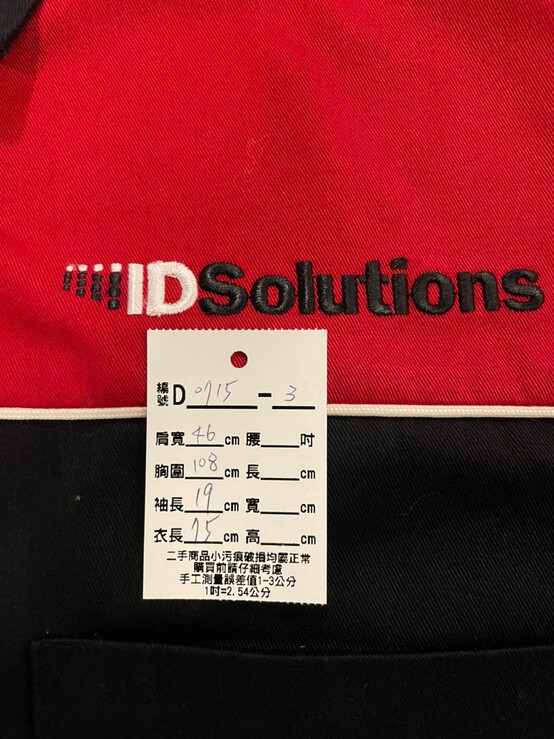 IDSolutions
編號D 0715 - 3
肩寬 46 cm 腰 吋
胸圍 108 cm 長 cm
袖長 19 cm 寬 cm
衣長 75 cm 高 cm
二手商品小污痕破損均屬正常
購買前請仔細考慮
手工測量誤差值1-3公分
1吋=2.54公分